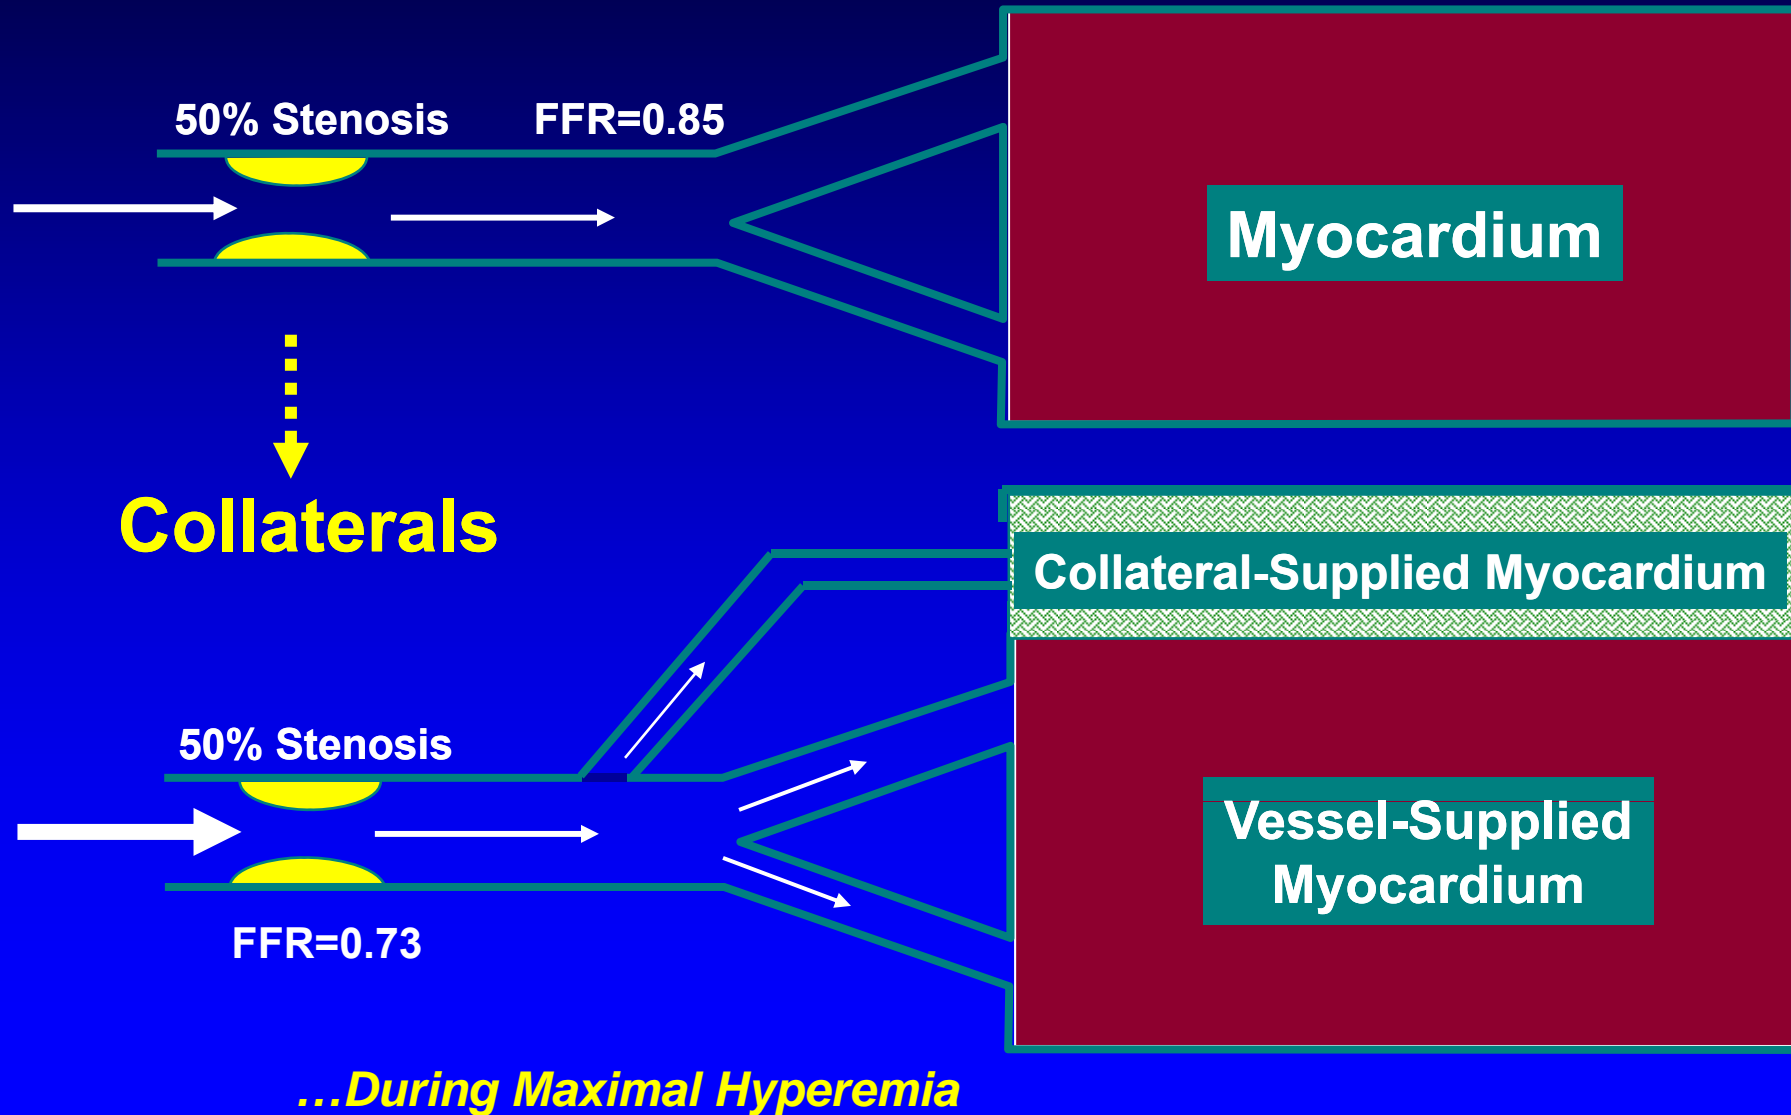 50% Stenosis
FFR=0.85
Myocardium
Collaterals
Collateral-Supplied Myocardium
50% Stenosis
Vessel-Supplied
Myocardium
FFR=0.73
...During Maximal Hyperemia